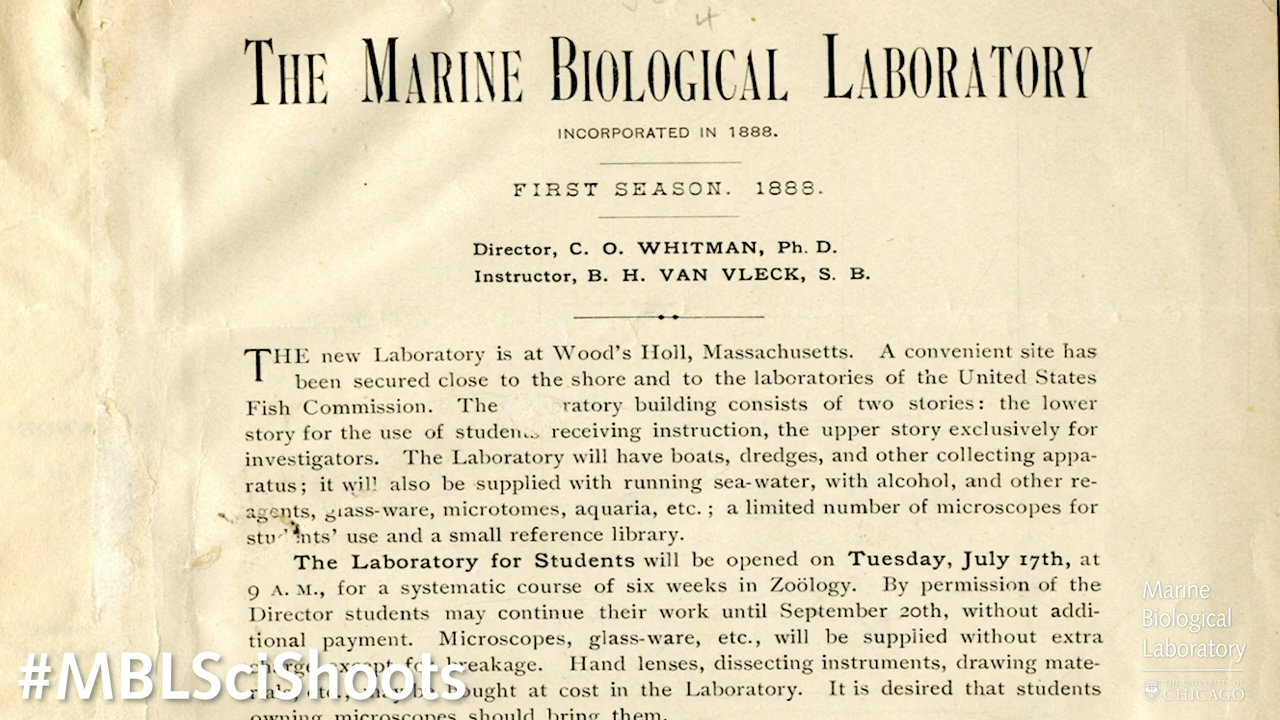 4
THE MARINE BIOLOGICAL LABORATORY
INCORPORATED IN 1888.
FIRST SEASON. 1888.
Director, C. O. WHITMAN, Ph. D.
Instructor, B. H. VAN VLECK, S. B.
THE new Laboratory is at Wood's Holl, Massachusetts. A convenient site has
been secured close to the shore and to the laboratories of the United States
Fish Commission. The ratory building consists of two stories: the lower
story for the use of students receiving instruction, the upper story exclusively for
investigators. The Laboratory will have boats, dredges, and other collecting appa-
ratus; it will also be supplied with running sea-water, with alcohol, and other re-
agents, glass-ware, microtomes, aquaria, etc.; a limited number of microscopes for
students' use and a small reference library.
The Laboratory for Students will be opened on Tuesday, July 17th, at
9 A. M., for a systematic course of six weeks in Zoölogy. By permission of the
Director students may continue their work until September 20th, without addi-
tional payment. Microscopes, glass-ware, etc., will be supplied without extra
charge except for breakage. Hand lenses, dissecting instruments, drawing mate-
rials, etc., may be bought at cost in the Laboratory. It is desired that students
owning microscopes should bring them.
#MBLSciShoots
Marine
Biological
Laboratory
THE UNIVERSITY OF
CHICAGO